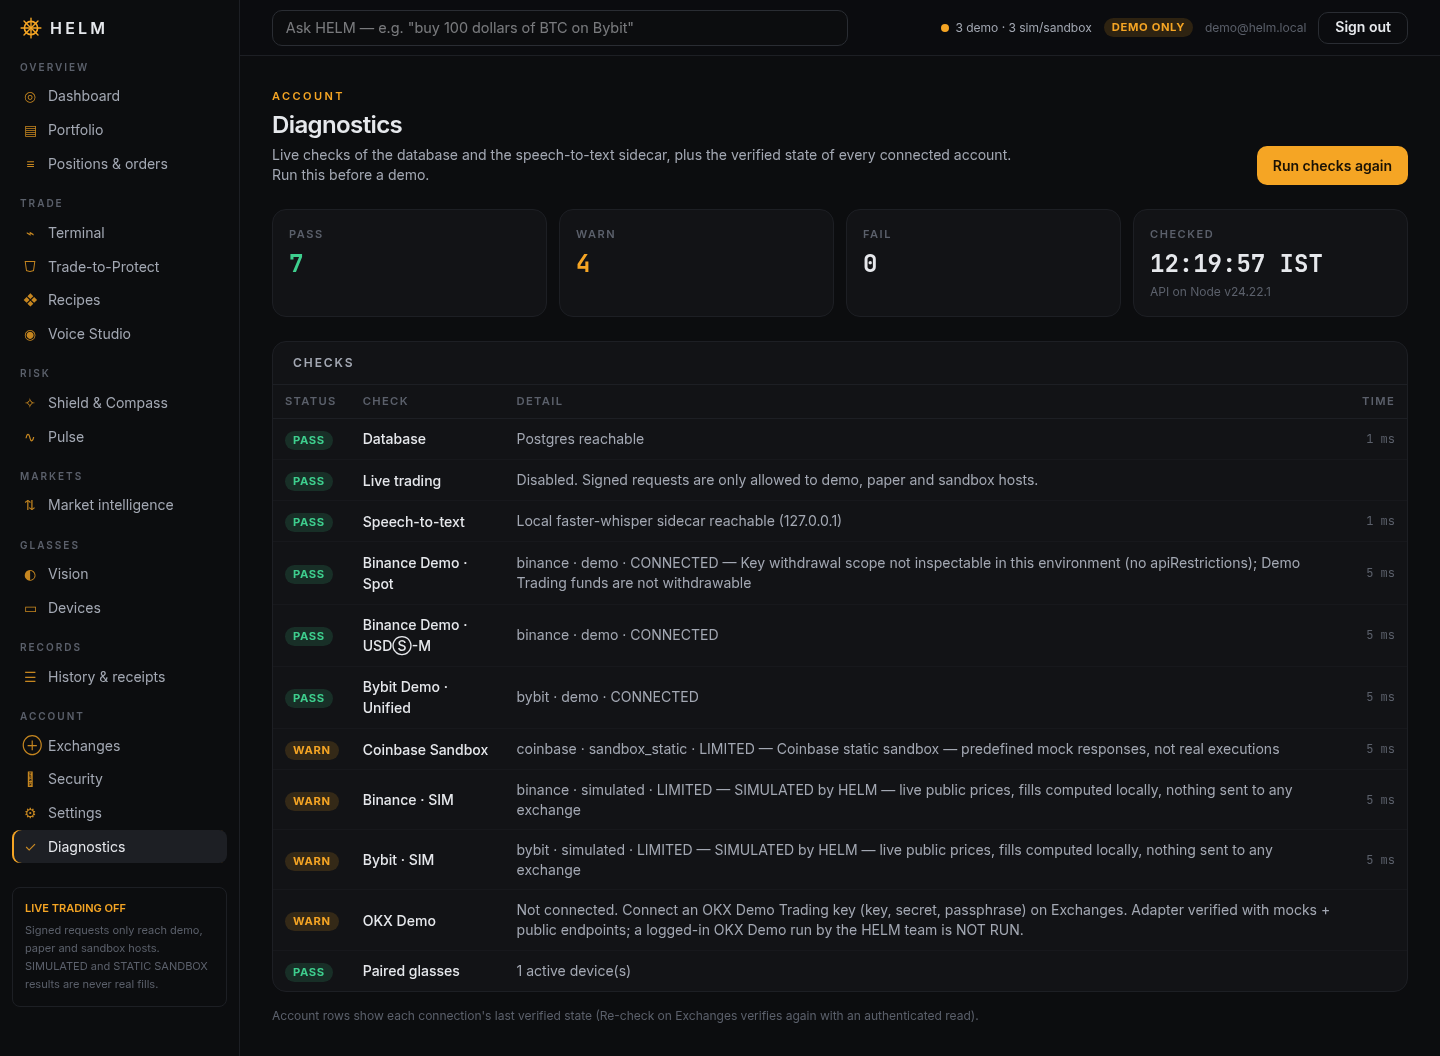 HELM
Ask HELM — e.g. "buy 100 dollars of BTC on Bybit"
3 demo · 3 sim/sandbox
DEMO ONLY
demo@helm.local
Sign out
OVERVIEW
Dashboard
Portfolio
Positions & orders
TRADE
Terminal
Trade-to-Protect
Recipes
Voice Studio
RISK
Shield & Compass
Pulse
MARKETS
Market intelligence
GLASSES
Vision
Devices
RECORDS
History & receipts
ACCOUNT
Exchanges
Security
Settings
Diagnostics
LIVE TRADING OFF
Signed requests only reach demo,
paper and sandbox hosts.
SIMULATED and STATIC SANDBOX
results are never real fills.
ACCOUNT
Diagnostics
Live checks of the database and the speech-to-text sidecar, plus the verified state of every connected account.
Run this before a demo.
Run checks again
PASS
7
WARN
4
FAIL
0
CHECKED
12:19:57 IST
API on Node v24.22.1
CHECKS
STATUS CHECK DETAIL TIME
PASS Database Postgres reachable 1 ms
PASS Live trading Disabled. Signed requests are only allowed to demo, paper and sandbox hosts.
PASS Speech-to-text Local faster-whisper sidecar reachable (127.0.0.1) 1 ms
PASS Binance Demo · binance · demo · CONNECTED — Key withdrawal scope not inspectable in this environment (no apiRestrictions); Demo 5 ms
Spot Trading funds are not withdrawable
PASS Binance Demo · binance · demo · CONNECTED 5 ms
USDⓈ-M
PASS Bybit Demo · bybit · demo · CONNECTED 5 ms
Unified
WARN Coinbase Sandbox coinbase · sandbox_static · LIMITED — Coinbase static sandbox — predefined mock responses, not real executions 5 ms
WARN Binance · SIM binance · simulated · LIMITED — SIMULATED by HELM — live public prices, fills computed locally, nothing sent to any 5 ms
exchange
WARN Bybit · SIM bybit · simulated · LIMITED — SIMULATED by HELM — live public prices, fills computed locally, nothing sent to any 5 ms
exchange
WARN OKX Demo Not connected. Connect an OKX Demo Trading key (key, secret, passphrase) on Exchanges. Adapter verified with mocks +
public endpoints; a logged-in OKX Demo run by the HELM team is NOT RUN.
PASS Paired glasses 1 active device(s)
Account rows show each connection's last verified state (Re-check on Exchanges verifies again with an authenticated read).